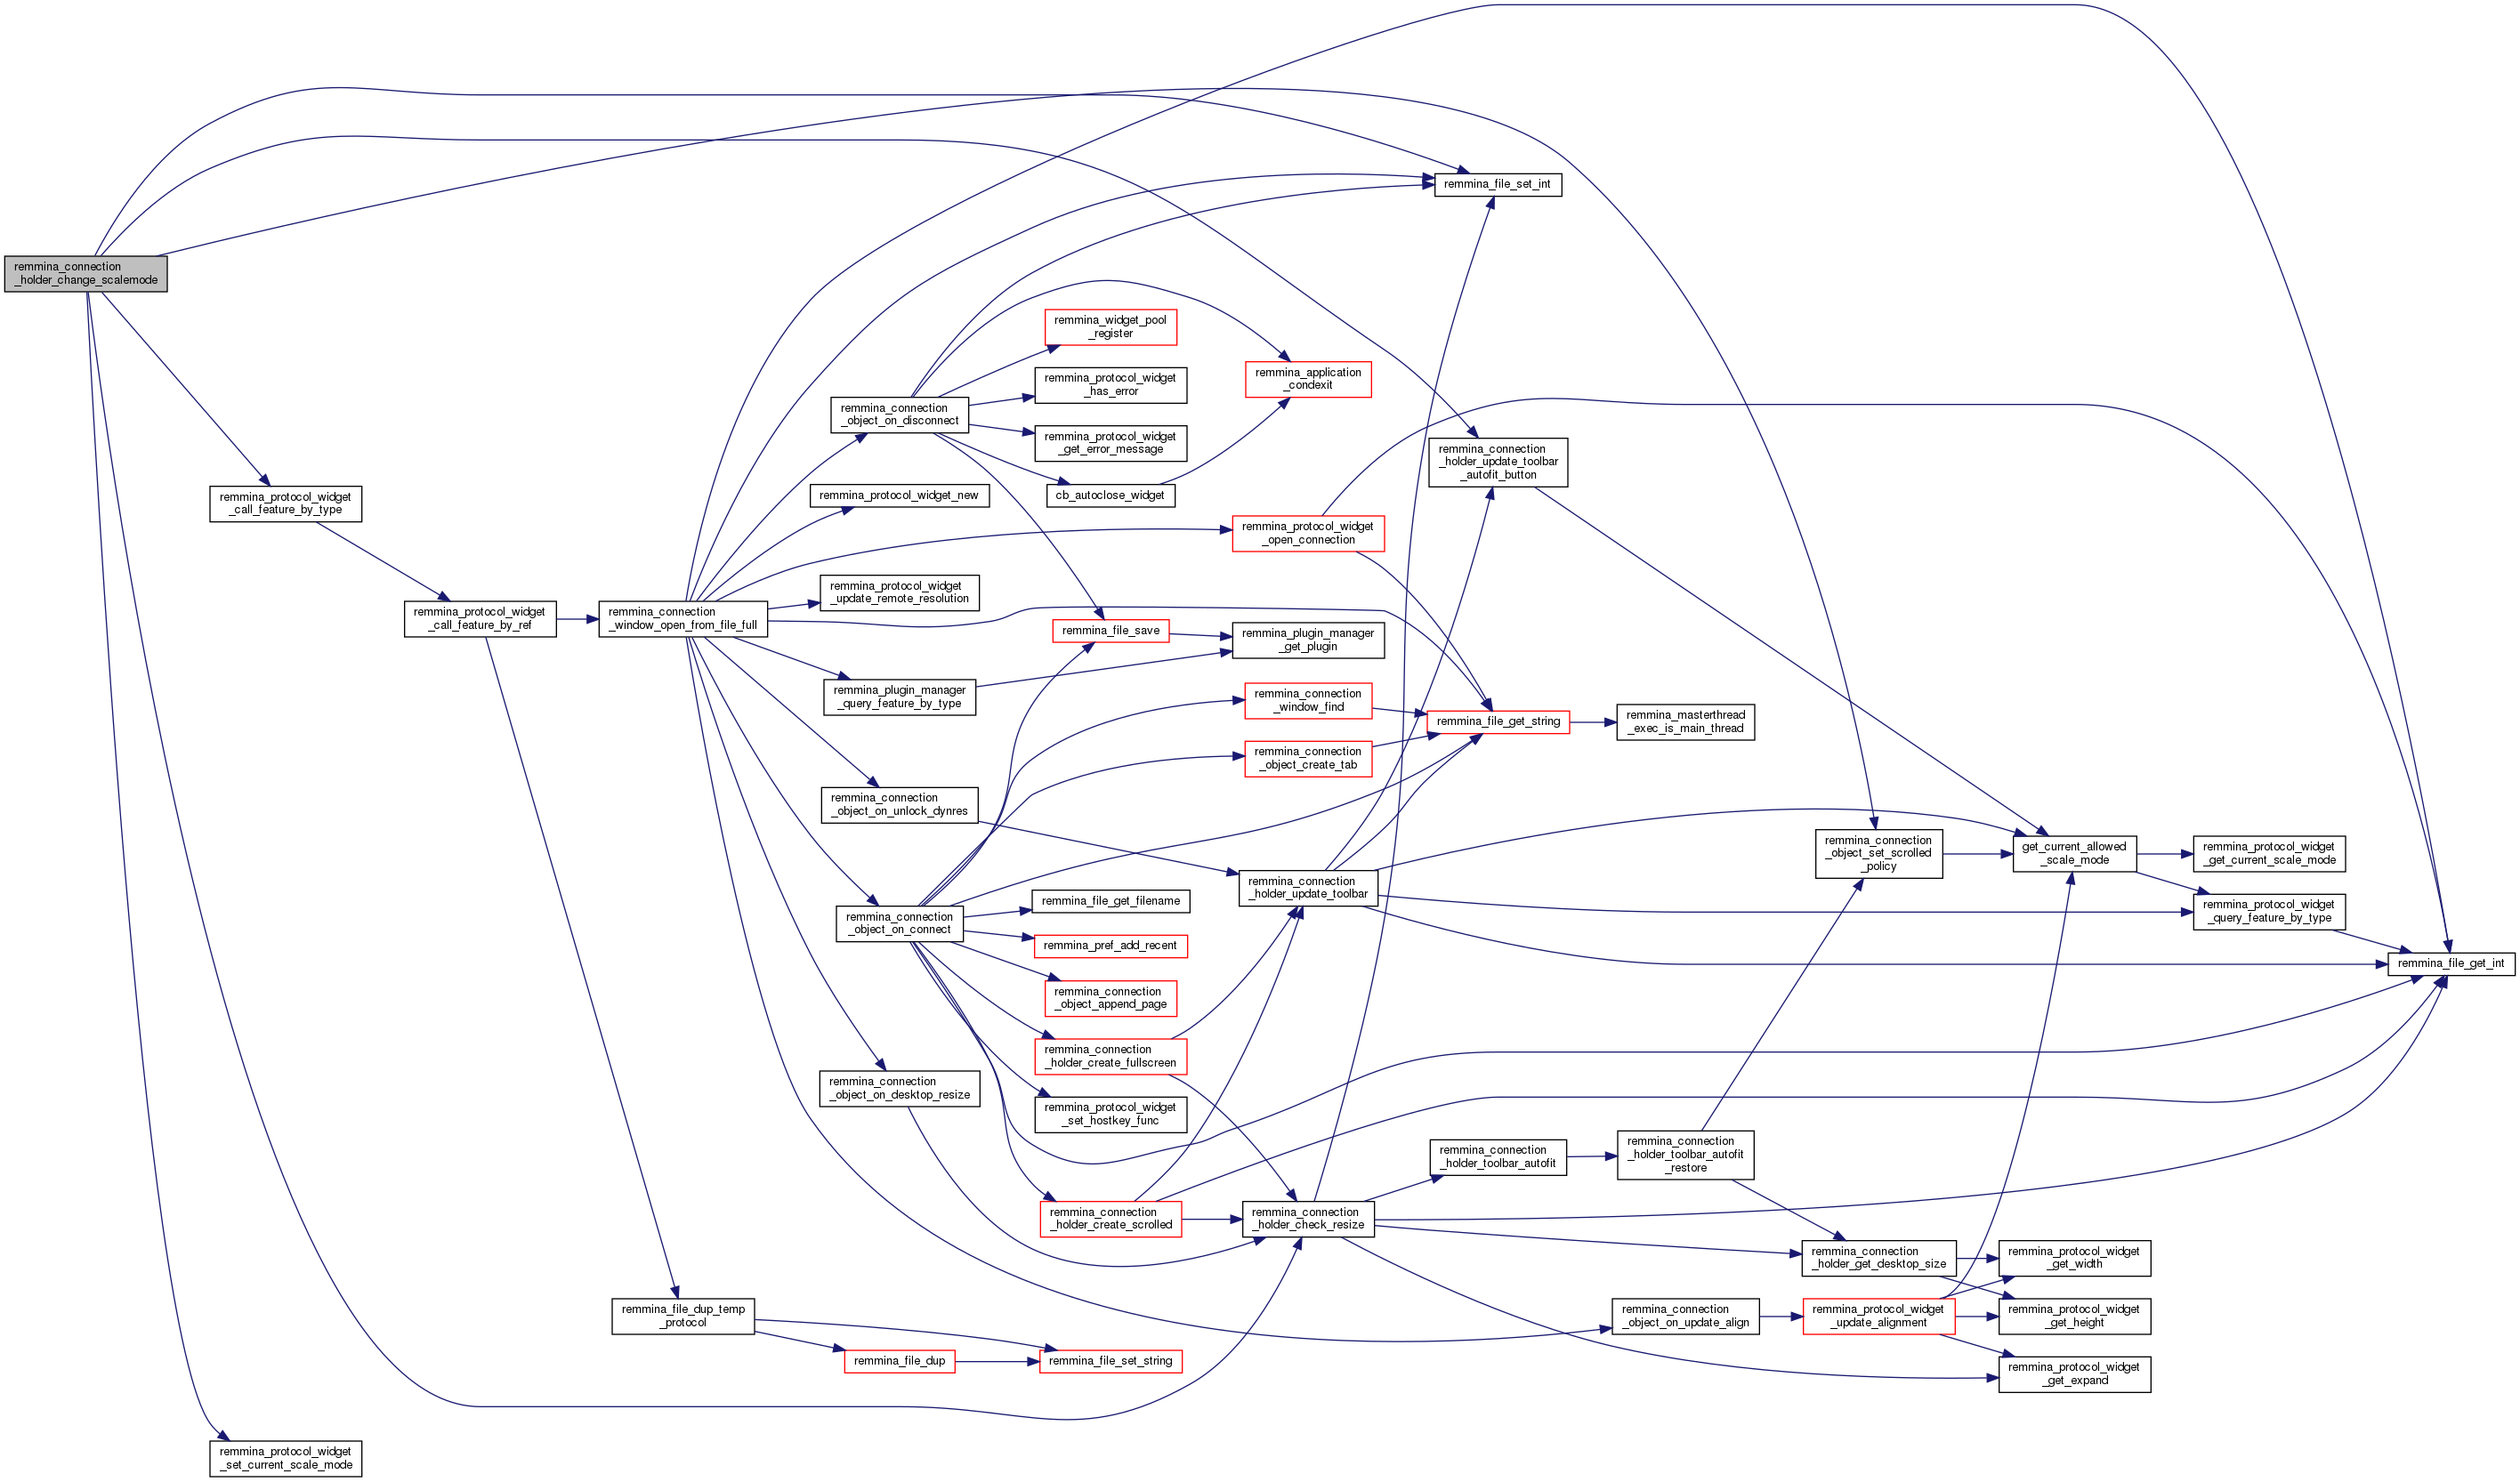 remmina_connection
_holder_change_scalemode
remmina_protocol_widget
_call_feature_by_type
remmina_protocol_widget
_set_current_scale_mode
remmina_protocol_widget
_call_feature_by_ref
remmina_connection
_window_open_from_file_full
remmina_file_dup_temp
_protocol
remmina_connection
_object_on_disconnect
remmina_protocol_widget_new
remmina_protocol_widget
_update_remote_resolution
remmina_plugin_manager
_query_feature_by_type
remmina_connection
_object_on_unlock_dynres
remmina_connection
_object_on_connect
remmina_connection
_object_on_desktop_resize
remmina_file_dup
remmina_widget_pool
_register
remmina_protocol_widget
_has_error
remmina_protocol_widget
_get_error_message
cb_autoclose_widget
remmina_file_save
remmina_file_get_filename
remmina_pref_add_recent
remmina_connection
_object_append_page
remmina_connection
_holder_create_fullscreen
remmina_protocol_widget
_set_hostkey_func
remmina_connection
_holder_create_scrolled
remmina_file_set_string
remmina_application
_condexit
remmina_protocol_widget
_open_connection
remmina_plugin_manager
_get_plugin
remmina_connection
_window_find
remmina_connection
_object_create_tab
remmina_connection
_holder_update_toolbar
remmina_connection
_holder_check_resize
remmina_file_set_int
remmina_connection
_holder_update_toolbar
_autofit_button
remmina_file_get_string
remmina_connection
_holder_toolbar_autofit
remmina_masterthread
_exec_is_main_thread
remmina_connection
_holder_toolbar_autofit
_restore
remmina_connection
_object_on_update_align
remmina_connection
_object_set_scrolled
_policy
remmina_connection
_holder_get_desktop_size
remmina_protocol_widget
_update_alignment
get_current_allowed
_scale_mode
remmina_protocol_widget
_get_width
remmina_protocol_widget
_get_height
remmina_protocol_widget
_get_expand
remmina_protocol_widget
_get_current_scale_mode
remmina_protocol_widget
_query_feature_by_type
remmina_file_get_int